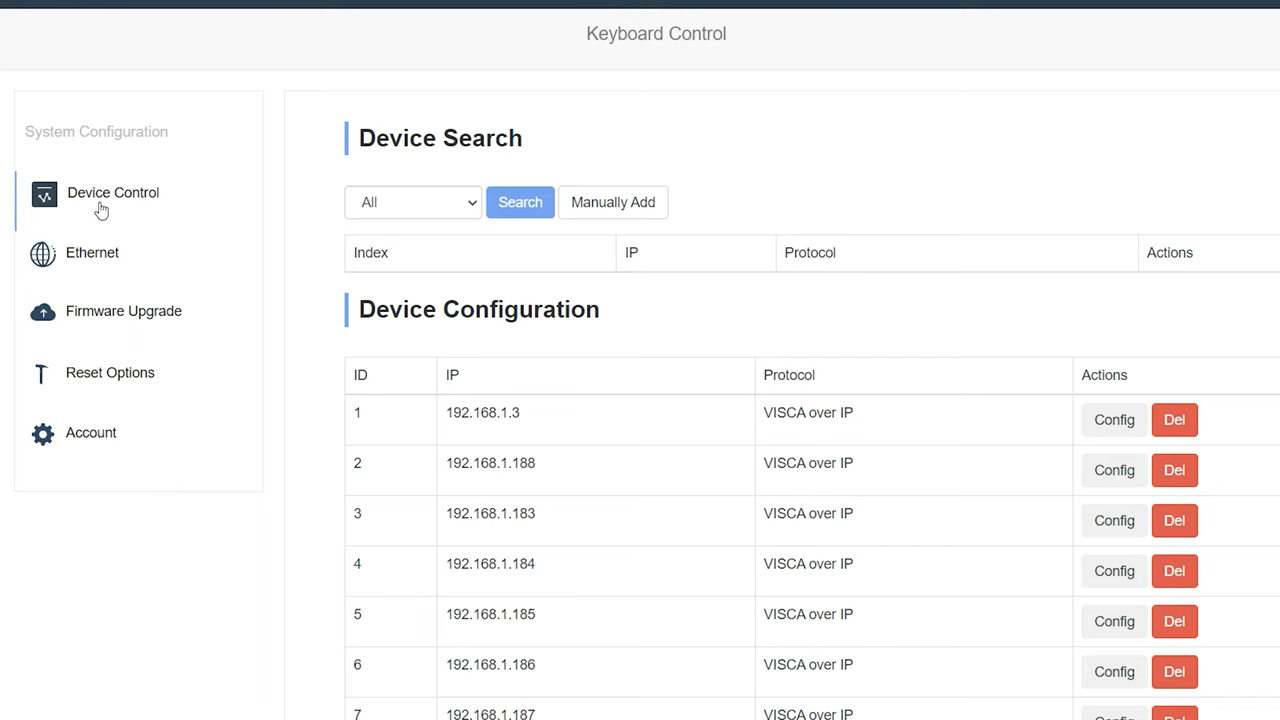 Keyboard Control
System Configuration
Device Control
Ethernet
Firmware Upgrade
Reset Options
Account
Device Search
All Search Manually Add
Index IP Protocol Actions
Device Configuration
ID IP Protocol Actions
1 192.168.1.3 VISCA over IP Config Del
2 192.168.1.188 VISCA over IP Config Del
3 192.168.1.183 VISCA over IP Config Del
4 192.168.1.184 VISCA over IP Config Del
5 192.168.1.185 VISCA over IP Config Del
6 192.168.1.186 VISCA over IP Config Del
7 192.168.1.187 VISCA over IP Config Del